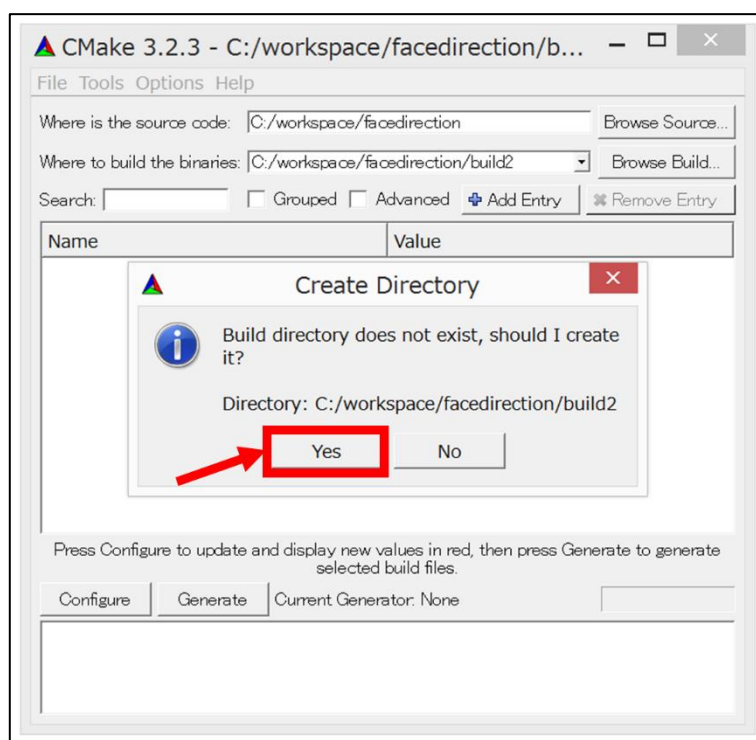 CMake 3.2.3 - C:/workspace/facedirection/b...
File Tools Options Help
Where is the source code: C:/workspace/facedirection Browse Source...
Where to build the binaries: C:/workspace/facedirection/build2 Browse Build...
Search: Grouped Advanced Add Entry Remove Entry
Name Value
Create Directory
Build directory does not exist, should I create
it?
Directory: C:/workspace/facedirection/build2
Yes No
Press Configure to update and display new values in red, then press Generate to generate
selected build files.
Configure Generate Current Generator: None